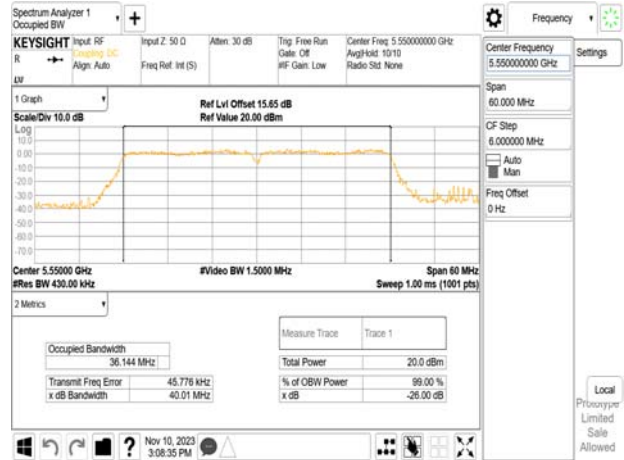 Spectrum Analyzer 1
Occupied BW
+
Frequency
KEYSIGHT Input: RF Input Z: 50 Ω Atten: 30 dB Trig: Free Run Center Freq: 5.550000000 GHz
R Coupling: DC Gate: Off Avg|Hold: 10/10
Align: Auto Freq Ref: Int (S) #IF Gain: Low Radio Std: None
Center Frequency
5.550000000 GHz
Settings
Span
60.000 MHz
CF Step
6.000000 MHz
Auto
Man
Freq Offset
0 Hz
1 Graph
Ref Lvl Offset 15.65 dB
Scale/Div 10.0 dB Ref Value 20.00 dBm
Log
10.0
0.00
-10.0
-20.0
-30.0
-40.0
-50.0
-60.0
-70.0
Center 5.55000 GHz #Video BW 1.5000 MHz Span 60 MHz
#Res BW 430.00 kHz Sweep 1.00 ms (1001 pts)
2 Metrics
Measure Trace Trace 1
Occupied Bandwidth
36.144 MHz Total Power 20.0 dBm
Transmit Freq Error 45.776 kHz % of OBW Power 99.00 %
x dB Bandwidth 40.01 MHz x dB -26.00 dB
Local
Prototype
Limited
Sale
Allowed
?
Nov 10, 2023
3:08:35 PM